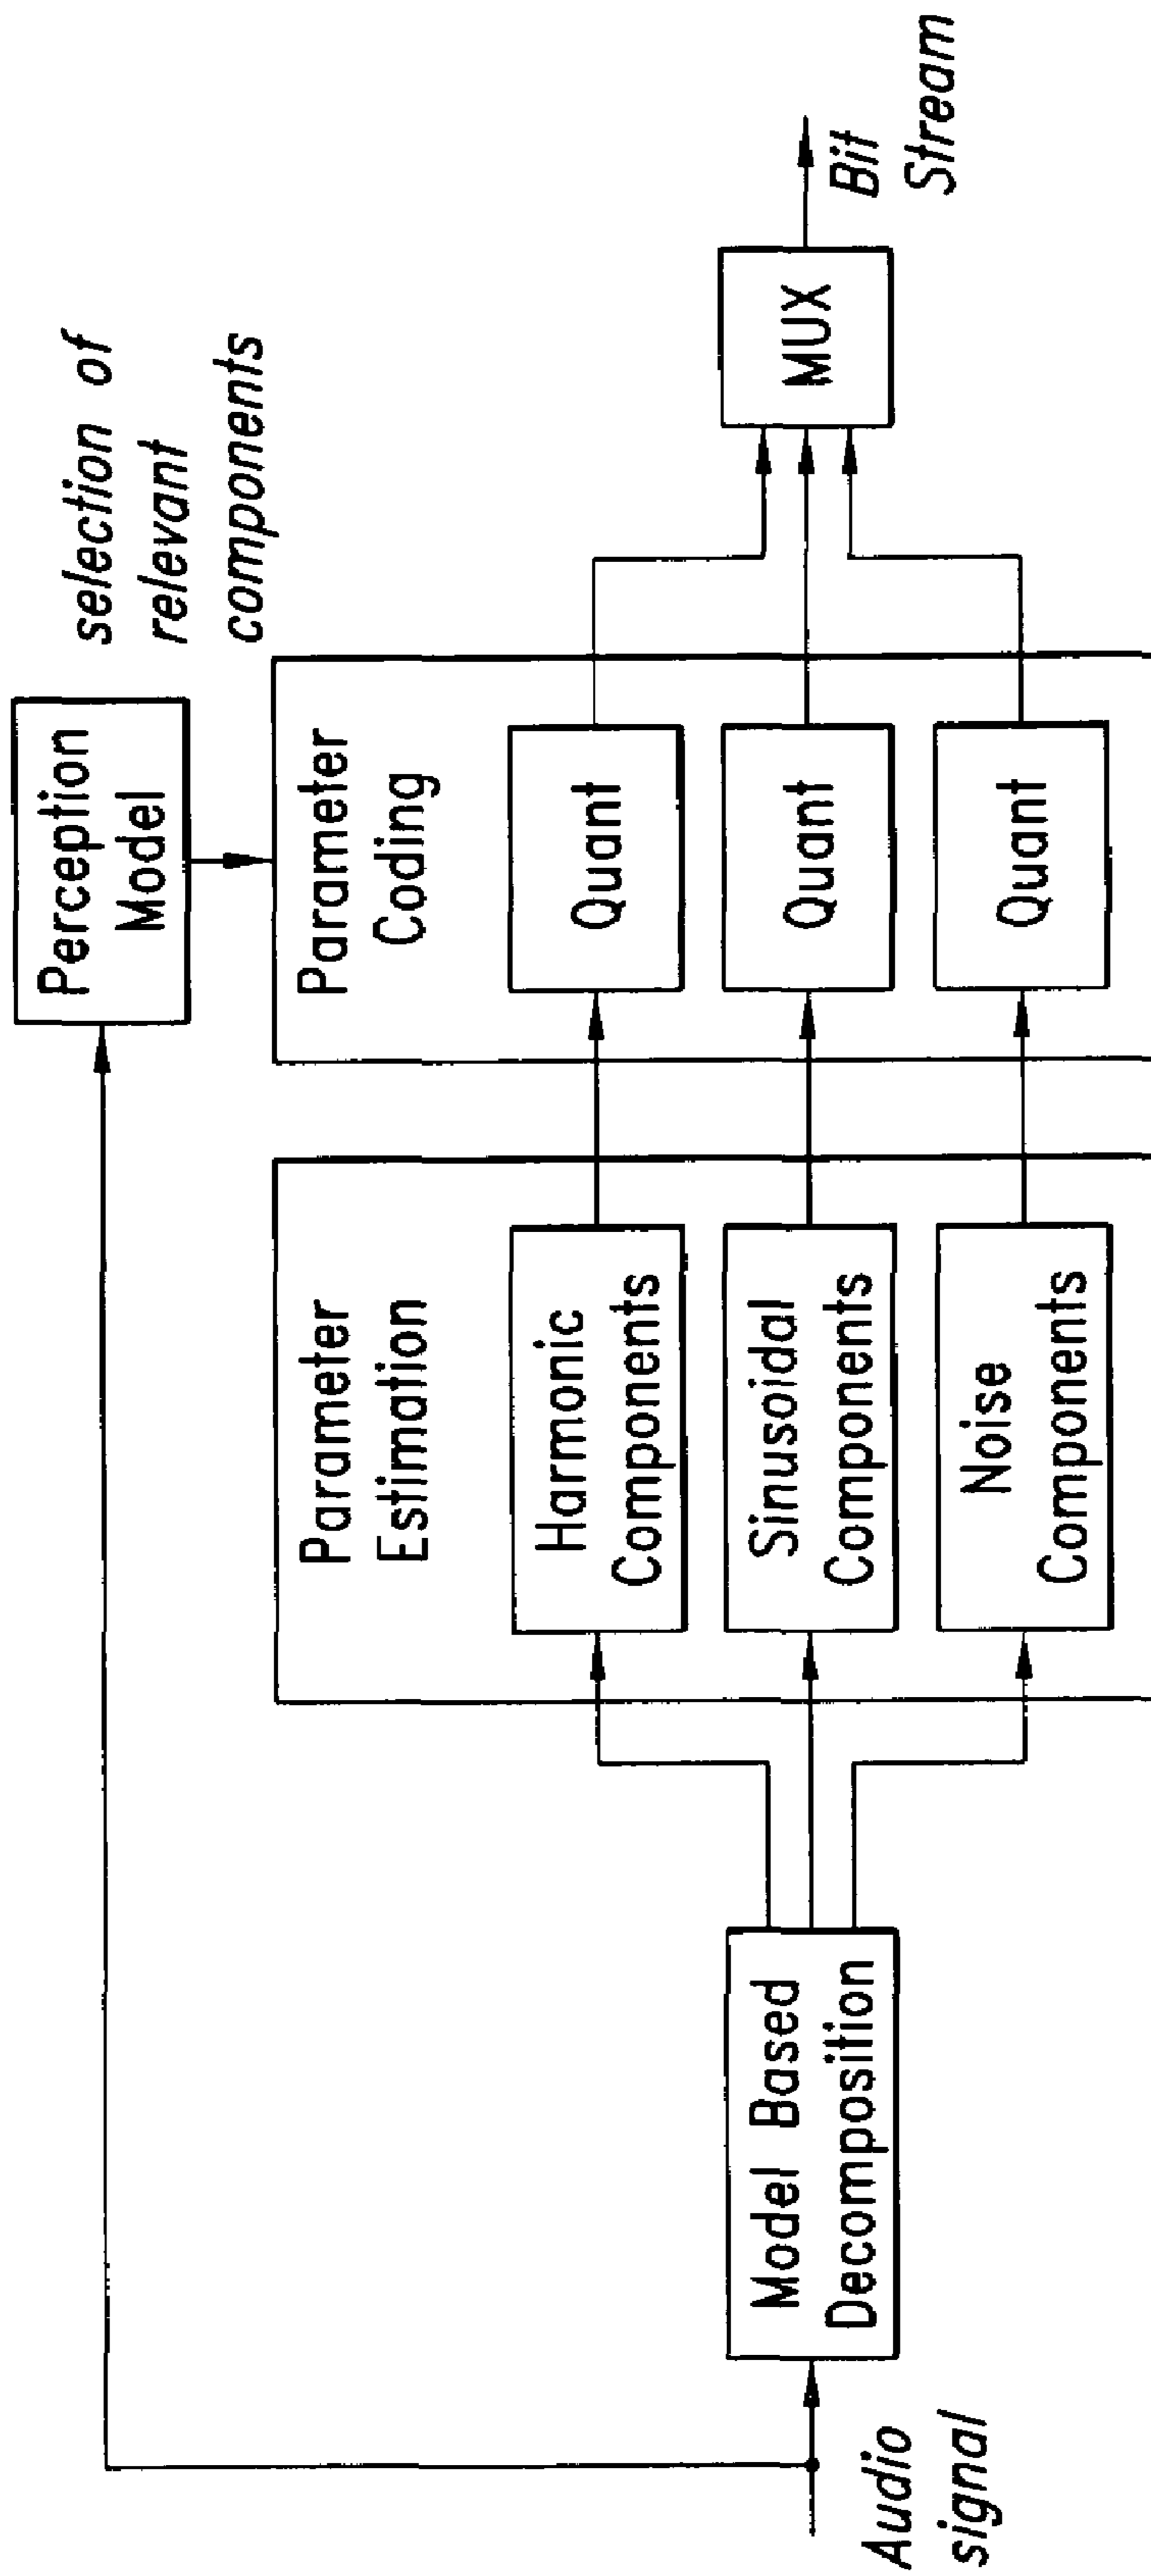 Perception
Model
selection of
relevant
components
Parameter
Estimation
Parameter
Coding
Harmonic
Components
Quant
Model Based
Decomposition
Sinusoidal
Components
Quant
MUX
Audio
signal
Bit
Stream
Noise
Components
Quant